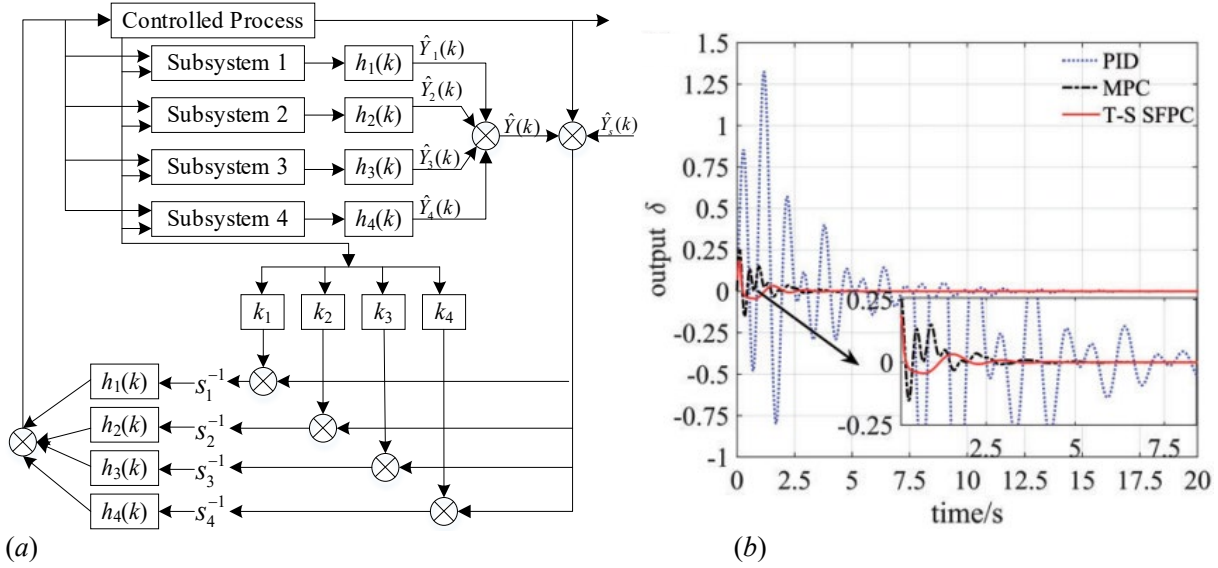 Controlled Process
Subsystem 1
h₁(k)
Ŷ₁(k)
Subsystem 2
h₂(k)
Ŷ₂(k)
Subsystem 3
h₃(k)
Ŷ₃(k)
Subsystem 4
h₄(k)
Ŷ₄(k)
Ŷ(k)
Ŷₛ(k)
k₁ k₂ k₃ k₄
h₁(k) s₁⁻¹
h₂(k) s₂⁻¹
h₃(k) s₃⁻¹
h₄(k) s₄⁻¹
(a)
output δ
1.5
1.25
1
0.75
0.5
0.25
0
-0.25
-0.5
-0.75
-1
PID
MPC
T-S SFPC
0.25
0
-0.25
2.5 5 7.5
0 2.5 5 7.5 10 12.5 15 17.5 20
time/s
(b)